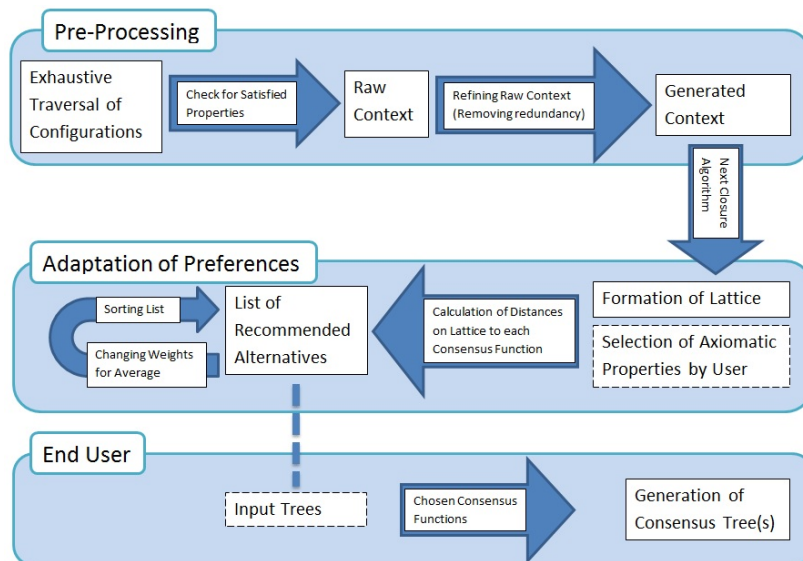 Pre-Processing
Exhaustive
Traversal of
Configurations
Check for Satisfied
Properties
Raw
Context
Refining Raw Context
(Removing redundancy)
Generated
Context
Next Closure
Algorithm
Adaptation of Preferences
Sorting List
Changing Weights
for Average
List of
Recommended
Alternatives
Calculation of Distances
on Lattice to each
Consensus Function
Formation of Lattice
Selection of Axiomatic
Properties by User
End User
Input Trees
Chosen Consensus
Functions
Generation of
Consensus Tree(s)